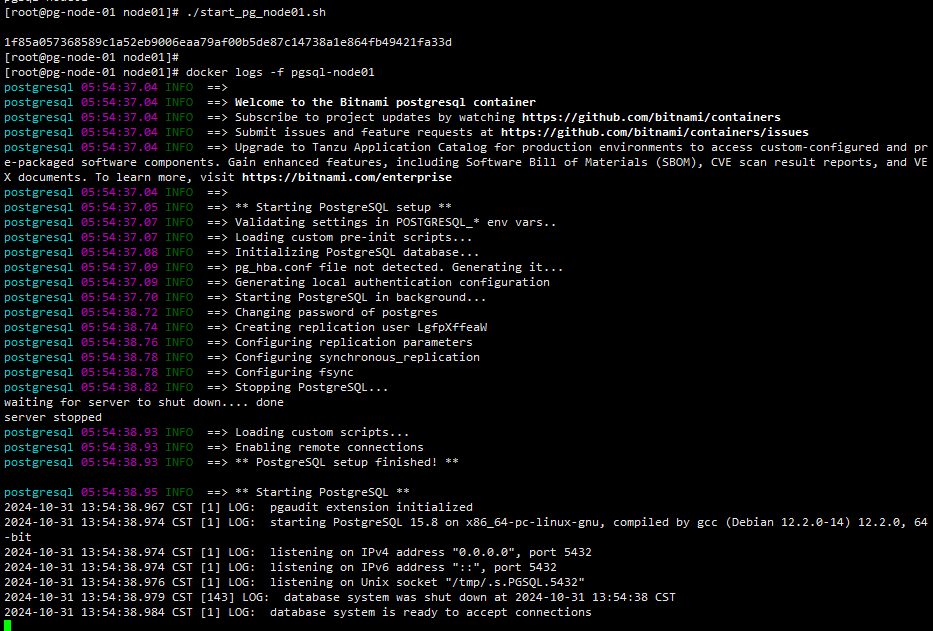 [root@pg-node-01 node01]# ./start_pg_node01.sh
1f85a057368589c1a52eb9006eaa79af00b5de87c14738a1e864fb49421fa33d
[root@pg-node-01 node01]#
[root@pg-node-01 node01]# docker logs -f pgsql-node01
postgresql 05:54:37.04 INFO  ==>
postgresql 05:54:37.04 INFO  ==> Welcome to the Bitnami postgresql container
postgresql 05:54:37.04 INFO  ==> Subscribe to project updates by watching https://github.com/bitnami/containers
postgresql 05:54:37.04 INFO  ==> Submit issues and feature requests at https://github.com/bitnami/containers/issues
postgresql 05:54:37.04 INFO  ==> Upgrade to Tanzu Application Catalog for production environments to access custom-configured and pr
e-packaged software components. Gain enhanced features, including Software Bill of Materials (SBOM), CVE scan result reports, and VE
X documents. To learn more, visit https://bitnami.com/enterprise
postgresql 05:54:37.04 INFO  ==>
postgresql 05:54:37.05 INFO  ==> ** Starting PostgreSQL setup **
postgresql 05:54:37.07 INFO  ==> Validating settings in POSTGRESQL_* env vars..
postgresql 05:54:37.07 INFO  ==> Loading custom pre-init scripts...
postgresql 05:54:37.08 INFO  ==> Initializing PostgreSQL database...
postgresql 05:54:37.09 INFO  ==> pg_hba.conf file not detected. Generating it...
postgresql 05:54:37.09 INFO  ==> Generating local authentication configuration
postgresql 05:54:37.70 INFO  ==> Starting PostgreSQL in background...
postgresql 05:54:38.72 INFO  ==> Changing password of postgres
postgresql 05:54:38.74 INFO  ==> Creating replication user LgfpXffeaW
postgresql 05:54:38.76 INFO  ==> Configuring replication parameters
postgresql 05:54:38.78 INFO  ==> Configuring synchronous_replication
postgresql 05:54:38.78 INFO  ==> Configuring fsync
postgresql 05:54:38.82 INFO  ==> Stopping PostgreSQL...
waiting for server to shut down.... done
server stopped
postgresql 05:54:38.93 INFO  ==> Loading custom scripts...
postgresql 05:54:38.93 INFO  ==> Enabling remote connections
postgresql 05:54:38.93 INFO  ==> ** PostgreSQL setup finished! **
postgresql 05:54:38.95 INFO  ==> ** Starting PostgreSQL **
2024-10-31 13:54:38.967 CST [1] LOG:  pgaudit extension initialized
2024-10-31 13:54:38.974 CST [1] LOG:  starting PostgreSQL 15.8 on x86_64-pc-linux-gnu, compiled by gcc (Debian 12.2.0-14) 12.2.0, 64
-bit
2024-10-31 13:54:38.974 CST [1] LOG:  listening on IPv4 address "0.0.0.0", port 5432
2024-10-31 13:54:38.974 CST [1] LOG:  listening on IPv6 address "::", port 5432
2024-10-31 13:54:38.976 CST [1] LOG:  listening on Unix socket "/tmp/.s.PGSQL.5432"
2024-10-31 13:54:38.979 CST [143] LOG:  database system was shut down at 2024-10-31 13:54:38 CST
2024-10-31 13:54:38.984 CST [1] LOG:  database system is ready to accept connections